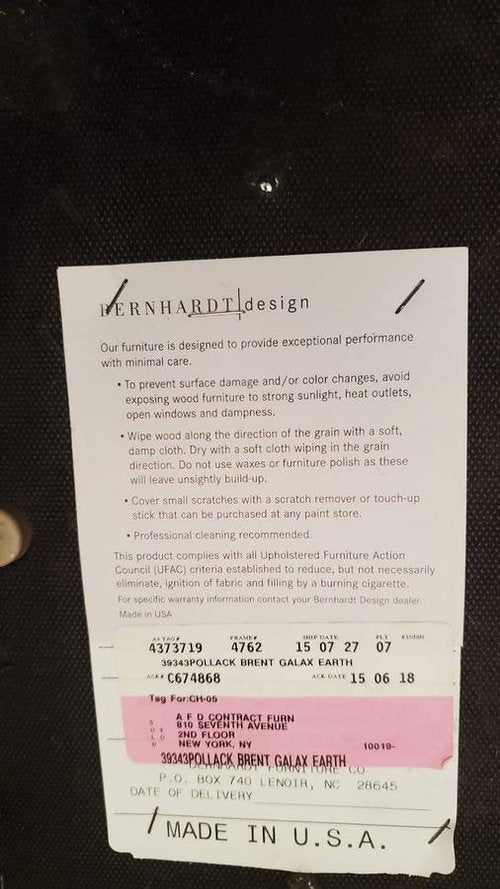 BERNHARDT design
Our furniture is designed to provide exceptional performance
with minimal care.
• To prevent surface damage and/or color changes, avoid
exposing wood furniture to strong sunlight, heat outlets,
open windows and dampness.
• Wipe wood along the direction of the grain with a soft,
damp cloth. Dry with a soft cloth wiping in the grain
direction. Do not use waxes or furniture polish as these
will leave unsightly build-up.
• Cover small scratches with a scratch remover or touch-up
stick that can be purchased at any paint store.
• Professional cleaning recommended.
This product complies with all Upholstered Furniture Action
Council (UFAC) criteria established to reduce, but not necessarily
eliminate, ignition of fabric and filling by a burning cigarette.
For specific warranty information contact your Bernhardt Design dealer.
Made in USA
FRAME# SHIP DATE PLT FINISH
4373719 4762 15 07 27 07
39343POLLACK BRENT GALAX EARTH
ACK# C674868 ACK DATE 15 06 18
Tag For:CH-05
A F D CONTRACT FURN
810 SEVENTH AVENUE
2ND FLOOR
NEW YORK, NY 10019-
39343POLLACK BRENT GALAX EARTH
BERNHARDT FURNITURE CO
P.O. BOX 740 LENOIR, NC 28645
DATE OF DELIVERY
MADE IN U.S.A.